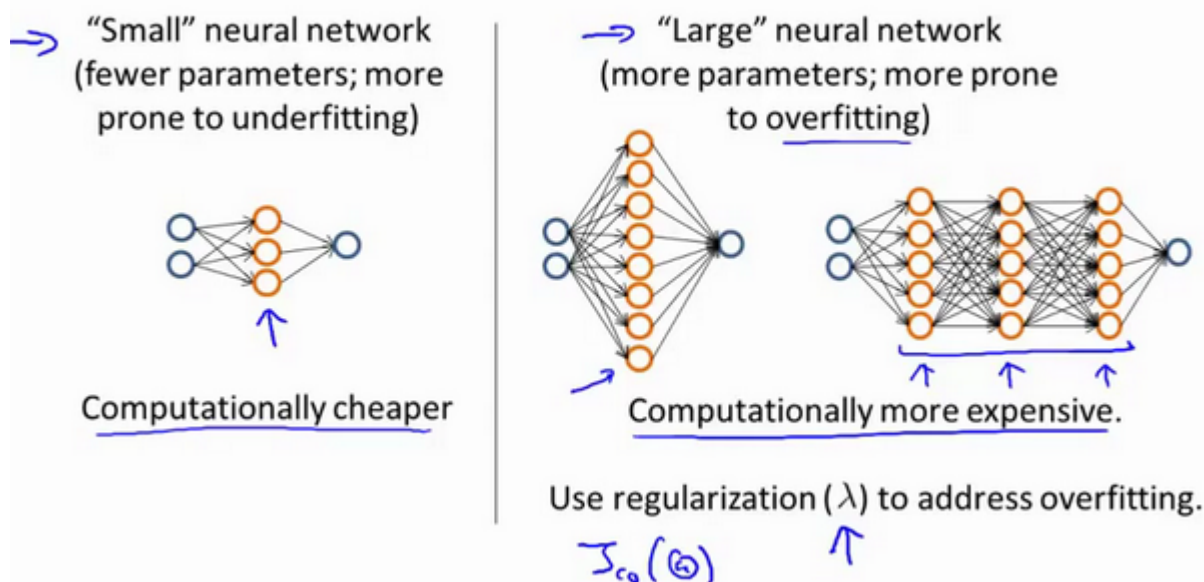 “Small” neural network
(fewer parameters; more
prone to underfitting)
Computationally cheaper
“Large” neural network
(more parameters; more prone
to overfitting)
Computationally more expensive.
Use regularization (λ) to address overfitting.
J_cv(Θ)